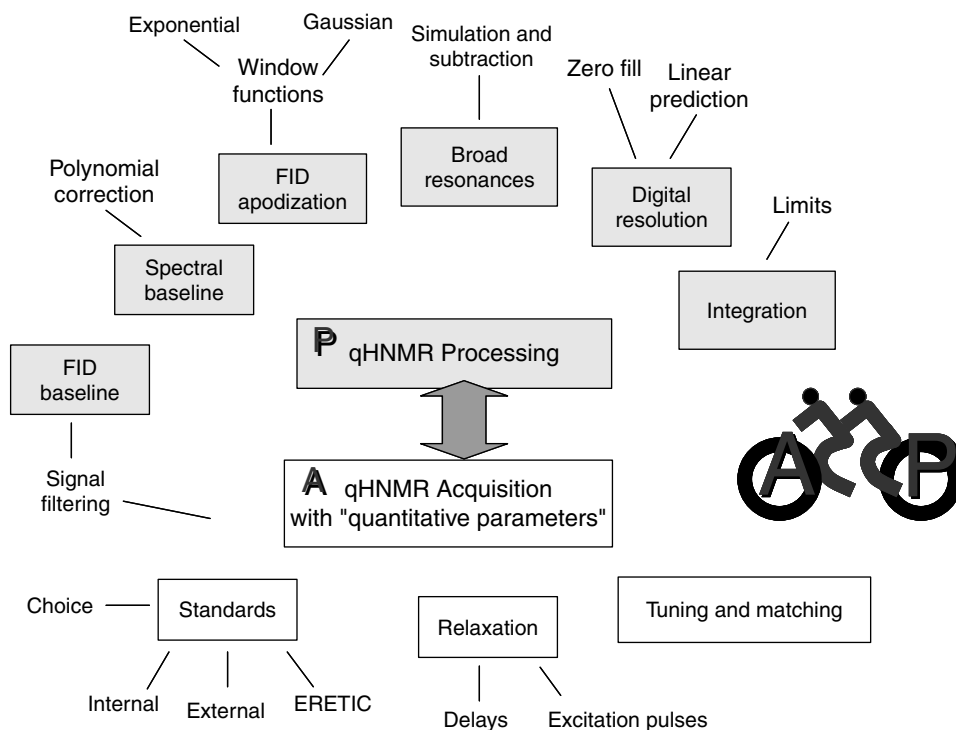 Exponential
Gaussian
Window
functions
Simulation and
subtraction
Zero fill
Linear
prediction
Polynomial
correction
FID
apodization
Broad
resonances
Digital
resolution
Limits
Spectral
baseline
Integration
P qHNMR Processing
FID
baseline
A P
Signal
filtering
A qHNMR Acquisition
with "quantitative parameters"
Choice
Standards
Relaxation
Tuning and matching
Internal
External
ERETIC
Delays
Excitation pulses